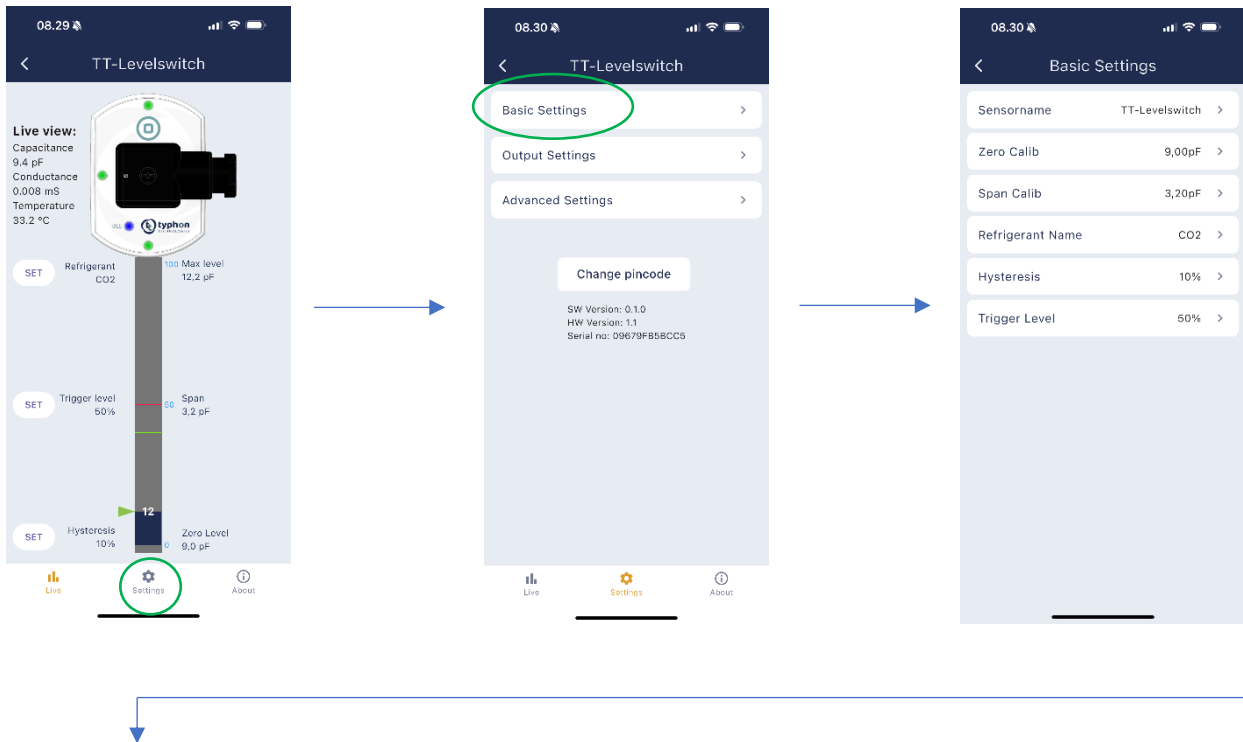 08.29
TT-Levelswitch
Live view:
Capacitance
9.4 pF
Conductance
0.008 mS
Temperature
33.2 °C
typhon
SET
Refrigerant
CO2
100 Max level
12,2 pF
SET
Trigger level
50%
50 Span
3,2 pF
12
SET
Hysteresis
10%
0 Zero Level
9,0 pF
Live
Settings
About
08.30
TT-Levelswitch
Basic Settings
Output Settings
Advanced Settings
Change pincode
SW Version: 0.1.0
HW Version: 1.1
Serial no: 09679FB5BCC5
Live
Settings
About
08.30
Basic Settings
Sensorname TT-Levelswitch
Zero Calib 9,00pF
Span Calib 3,20pF
Refrigerant Name CO2
Hysteresis 10%
Trigger Level 50%